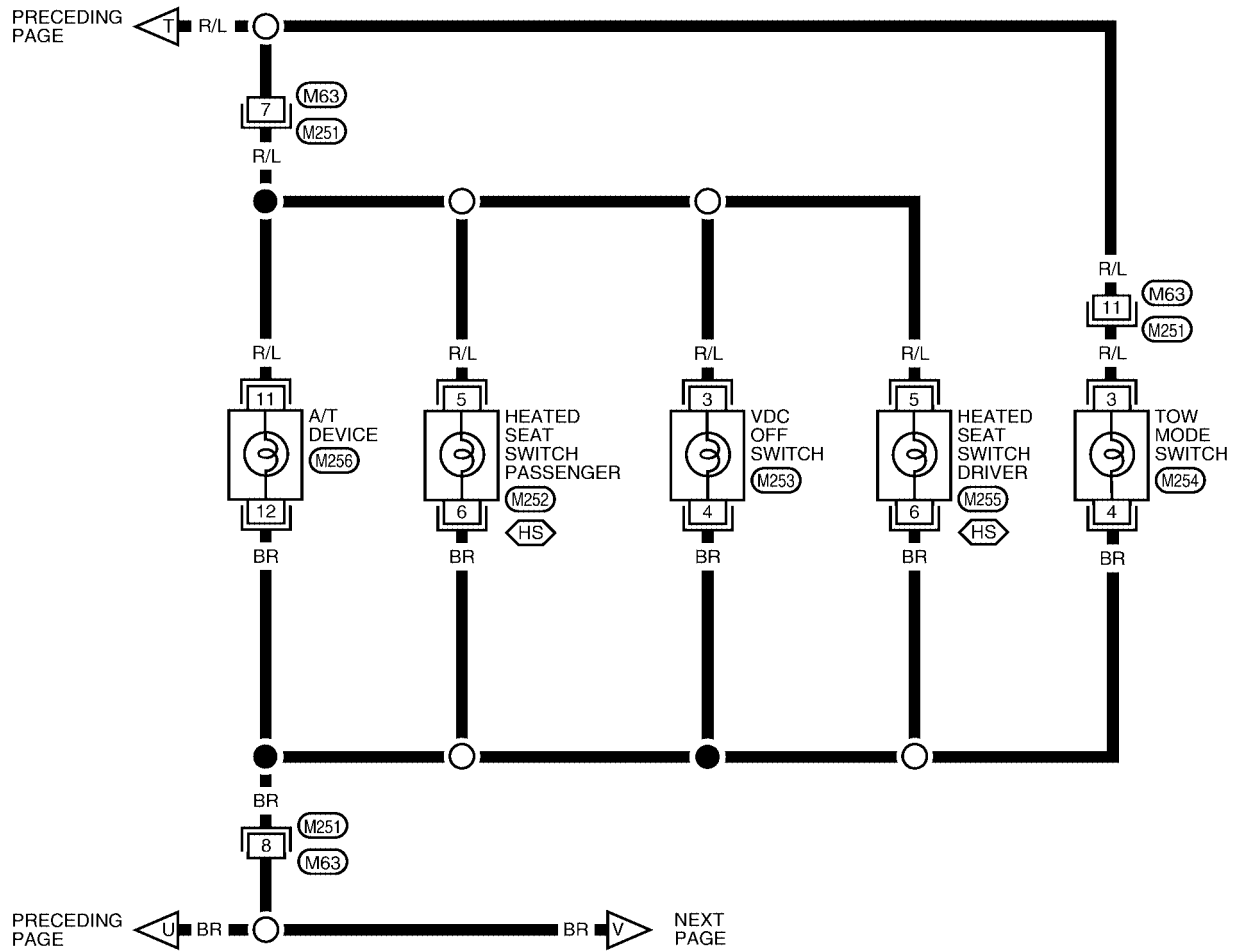 PRECEDING
PAGE
T
R/L
7
M63
M251
R/L
R/L
11
M63
M251
R/L
R/L
R/L
R/L
R/L
11
A/T
DEVICE
M256
12
5
HEATED
SEAT
SWITCH
PASSENGER
M252
6
HS
3
VDC
OFF
SWITCH
M253
4
5
HEATED
SEAT
SWITCH
DRIVER
M255
6
HS
3
TOW
MODE
SWITCH
M254
4
BR
BR
BR
BR
BR
BR
8
M251
M63
PRECEDING
PAGE
U
BR
BR
V
NEXT
PAGE